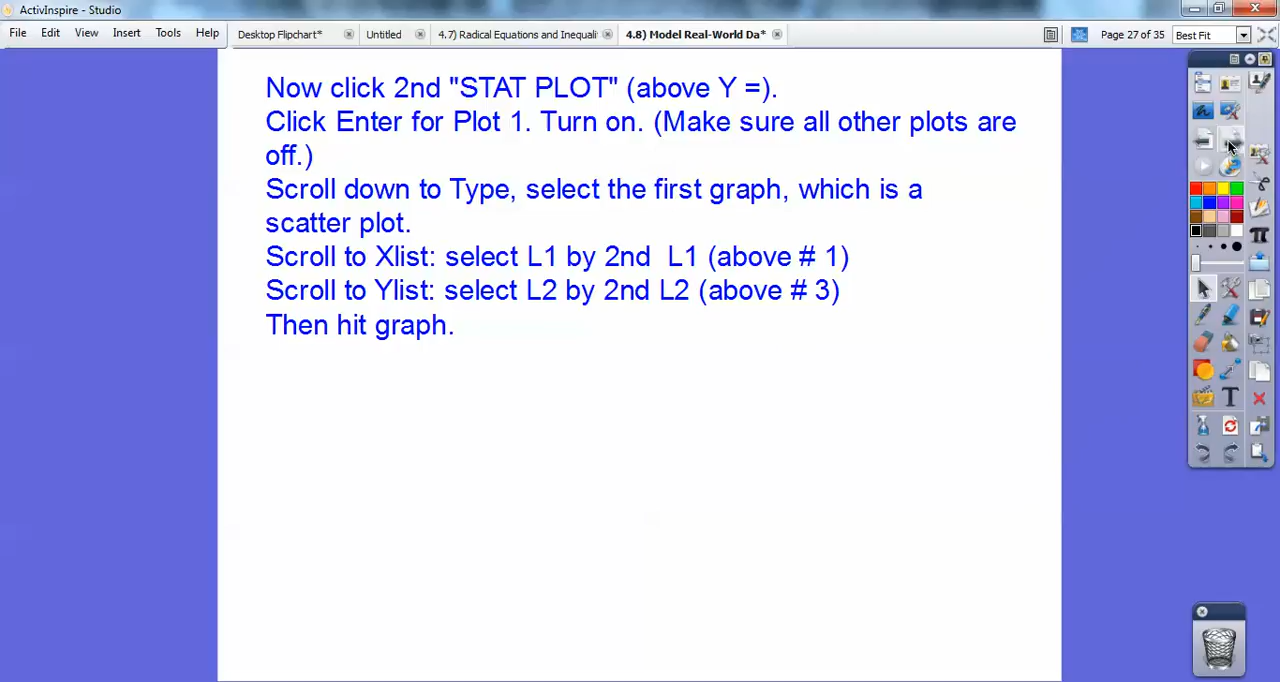 ActivInspire - Studio
File Edit View Insert Tools Help
Desktop Flipchart* Untitled 4.7) Radical Equations and Inequali 4.8) Model Real-World Da*
Page 27 of 35 Best Fit
Now click 2nd "STAT PLOT" (above Y =).
Click Enter for Plot 1. Turn on. (Make sure all other plots are
off.)
Scroll down to Type, select the first graph, which is a
scatter plot.
Scroll to Xlist: select L1 by 2nd  L1 (above # 1)
Scroll to Ylist: select L2 by 2nd L2 (above # 3)
Then hit graph.